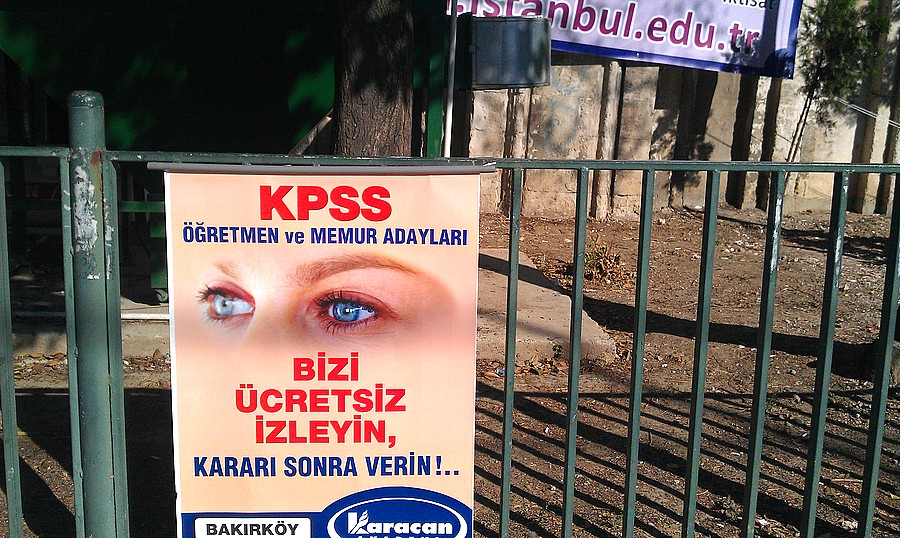 .istanbul.edu.tr
KPSS
ÖĞRETMEN ve MEMUR ADAYLARI
BİZİ
ÜCRETSİZ
İZLEYİN,
KARARI SONRA VERİN!..
BAKIRKÖY
Karacan